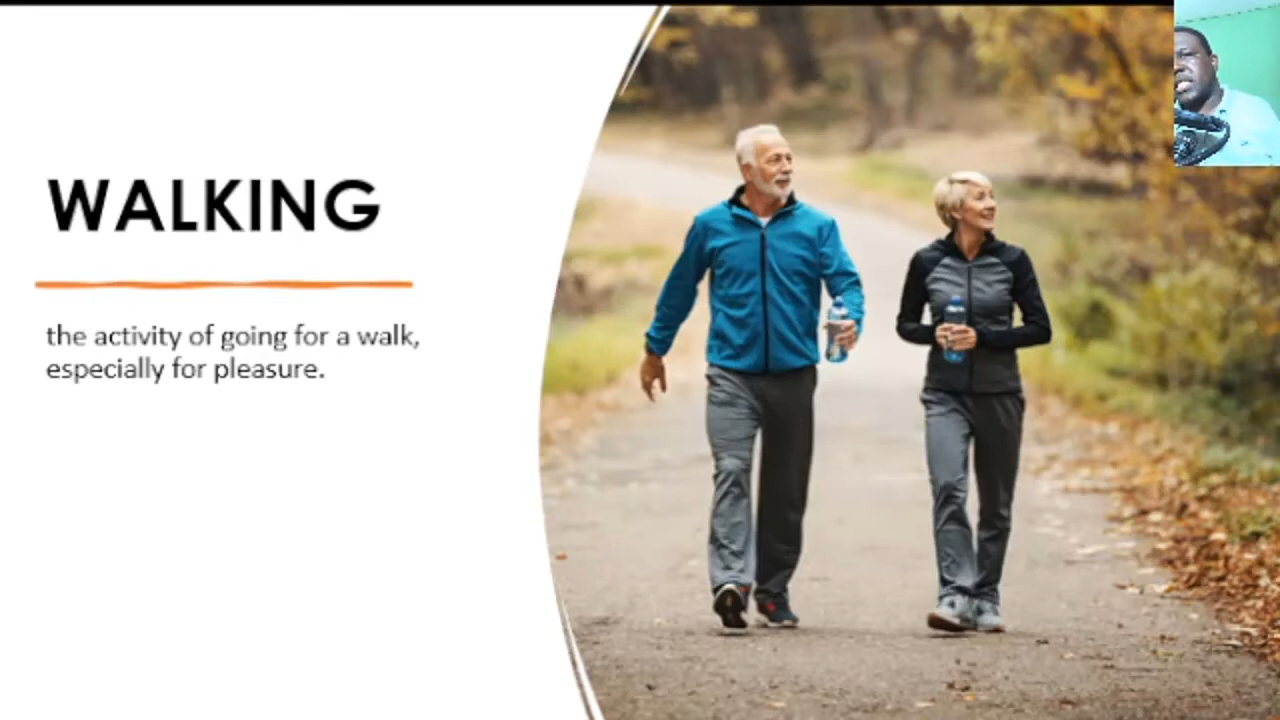 WALKING
the activity of going for a walk,
especially for pleasure.